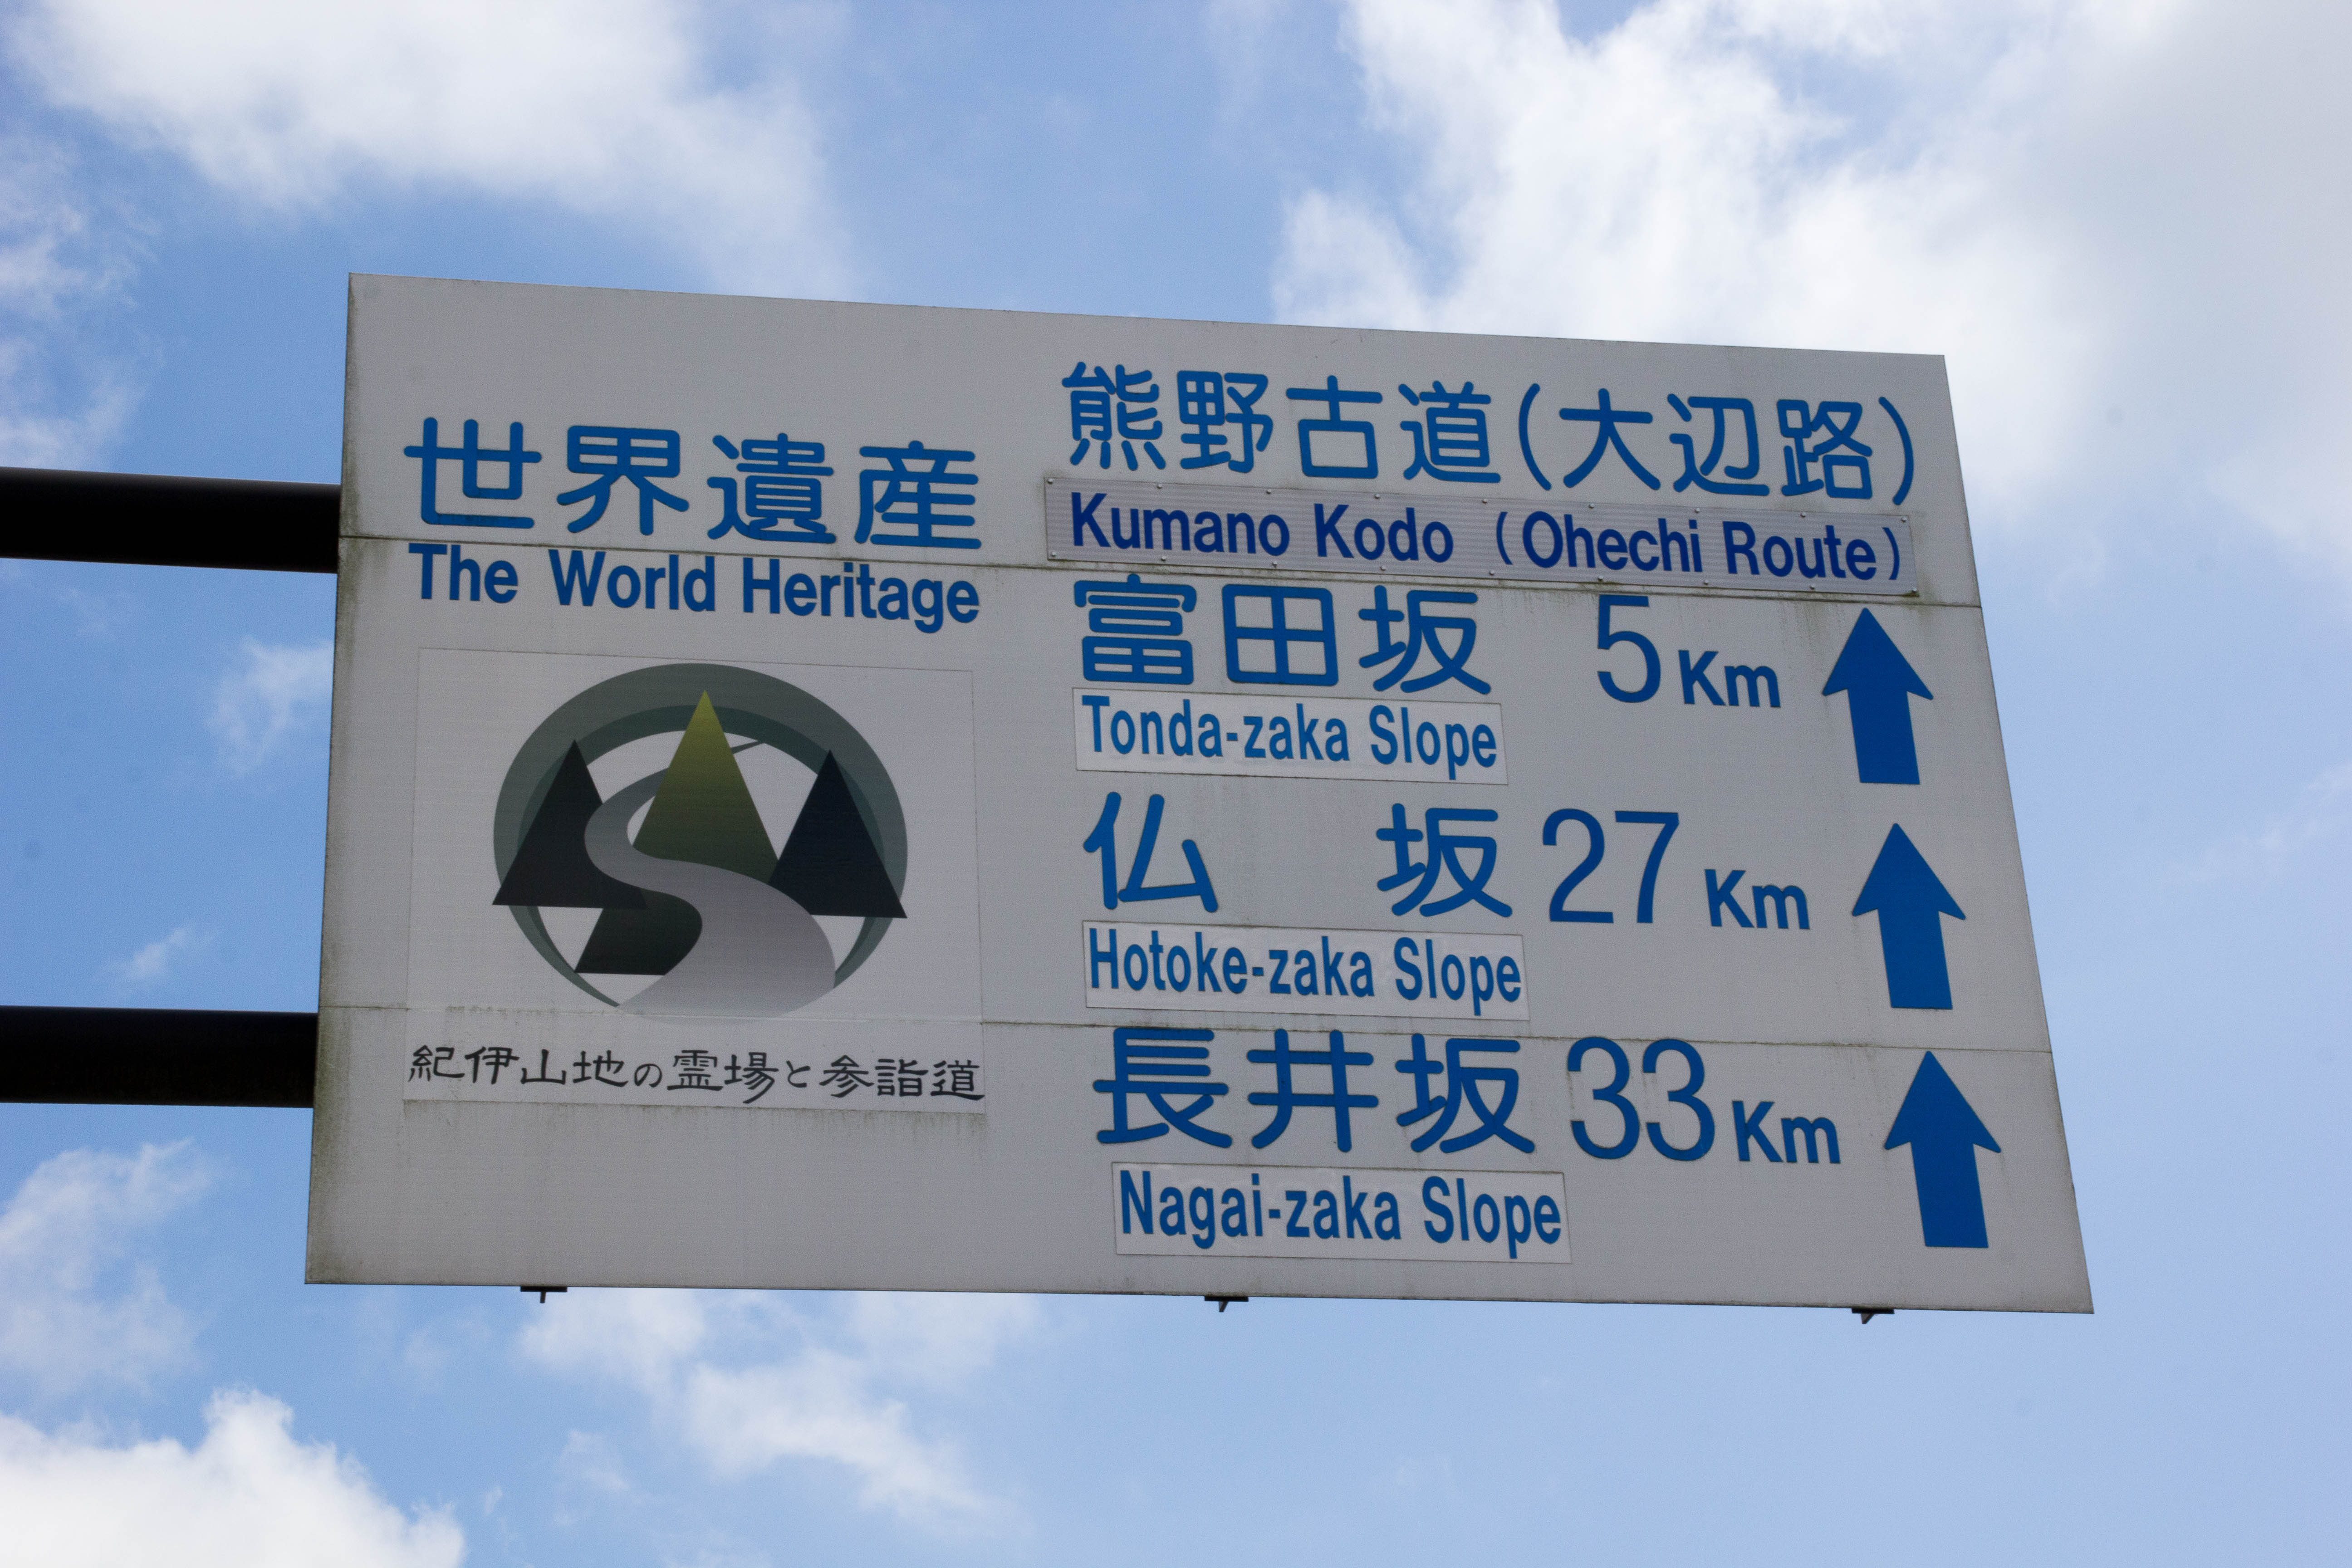 世界遺産
The World Heritage
紀伊山地の霊場と参詣道
熊野古道(大辺路)
Kumano Kodo (Ohechi Route)
富田坂 5Km
Tonda-zaka Slope
仏 坂 27Km
Hotoke-zaka Slope
長井坂 33Km
Nagai-zaka Slope